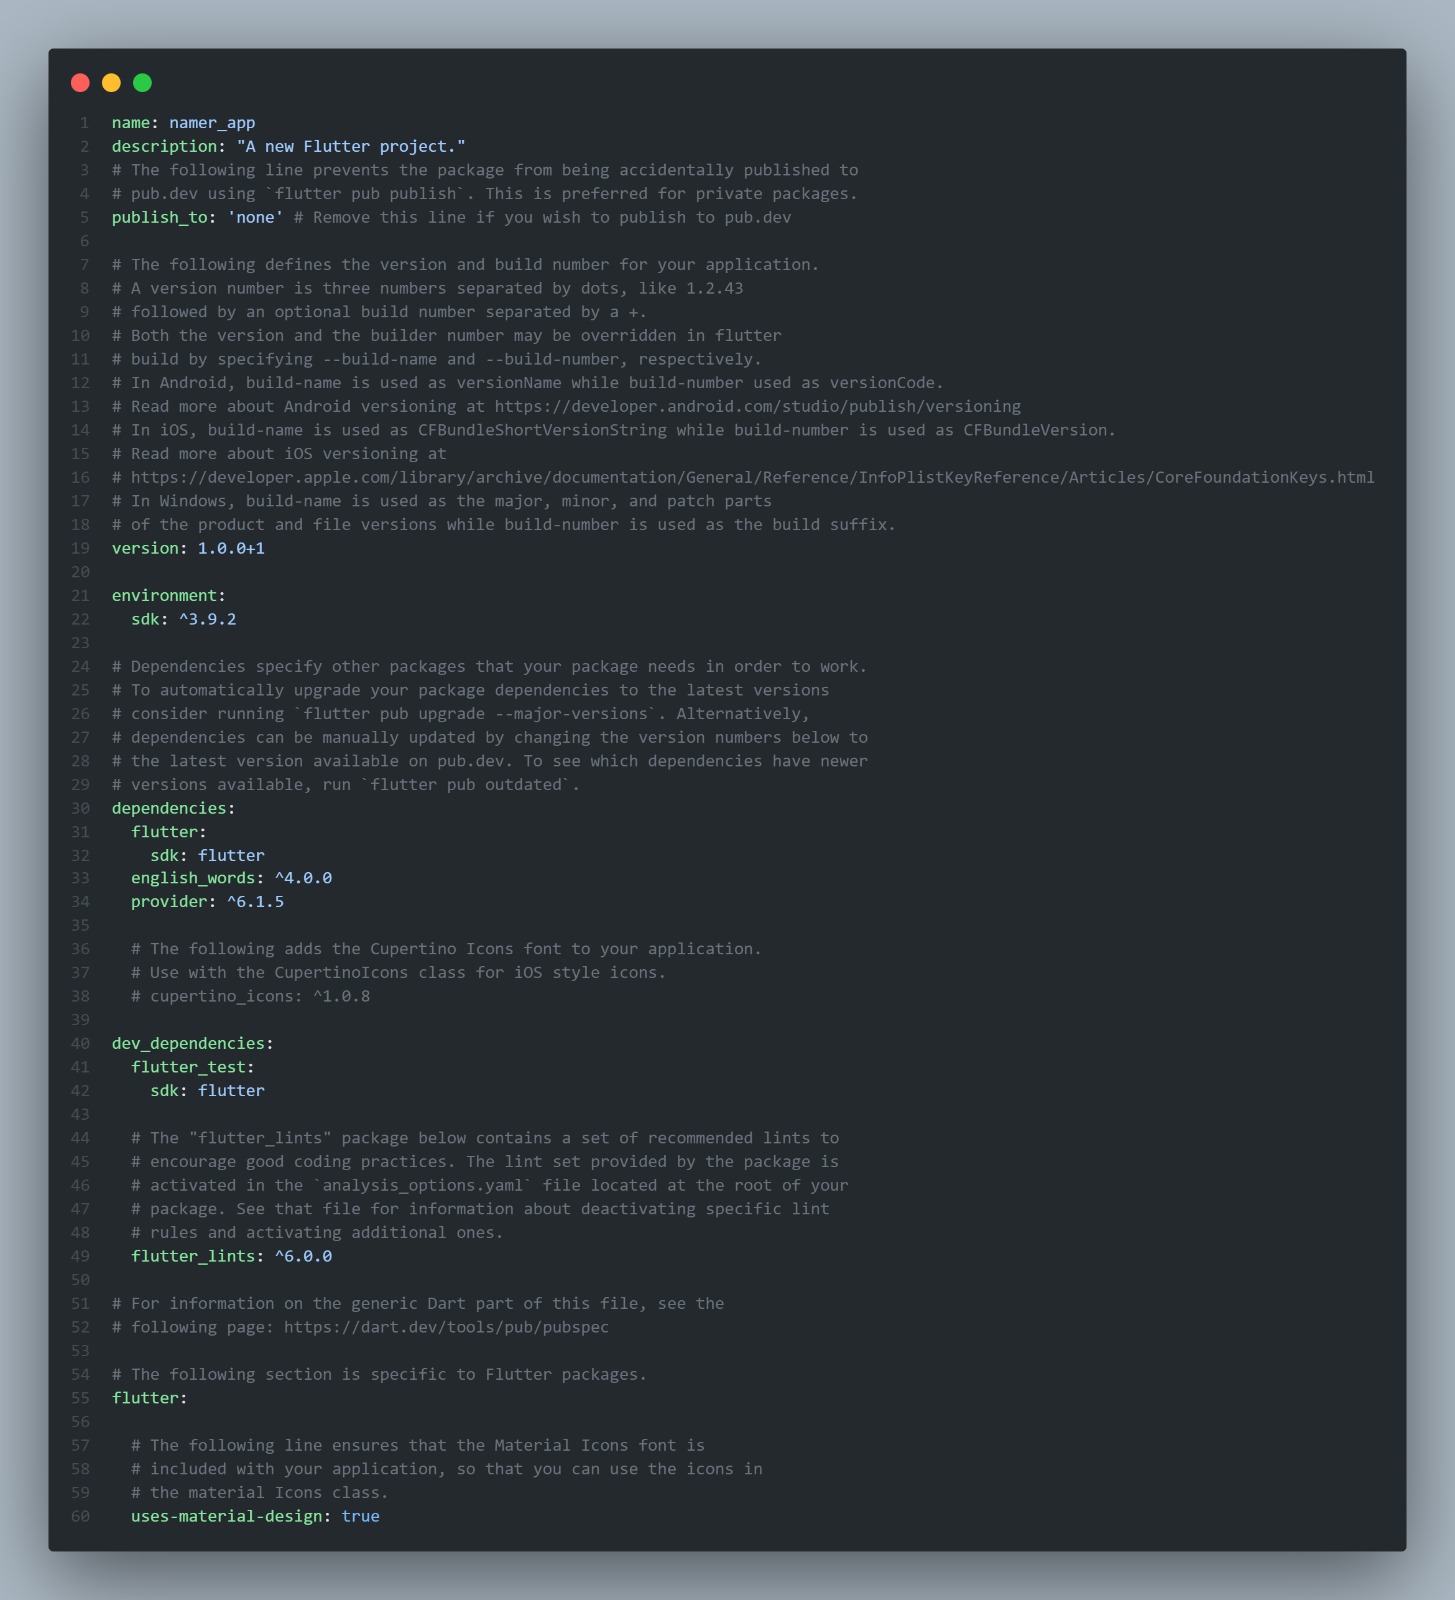 1 name: namer_app
2 description: "A new Flutter project."
3 # The following line prevents the package from being accidentally published to
4 # pub.dev using `flutter pub publish`. This is preferred for private packages.
5 publish_to: 'none' # Remove this line if you wish to publish to pub.dev
6
7 # The following defines the version and build number for your application.
8 # A version number is three numbers separated by dots, like 1.2.43
9 # followed by an optional build number separated by a +.
10 # Both the version and the builder number may be overridden in flutter
11 # build by specifying --build-name and --build-number, respectively.
12 # In Android, build-name is used as versionName while build-number used as versionCode.
13 # Read more about Android versioning at https://developer.android.com/studio/publish/versioning
14 # In iOS, build-name is used as CFBundleShortVersionString while build-number is used as CFBundleVersion.
15 # Read more about iOS versioning at
16 # https://developer.apple.com/library/archive/documentation/General/Reference/InfoPlistKeyReference/Articles/CoreFoundationKeys.html
17 # In Windows, build-name is used as the major, minor, and patch parts
18 # of the product and file versions while build-number is used as the build suffix.
19 version: 1.0.0+1
20
21 environment:
22   sdk: ^3.9.2
23
24 # Dependencies specify other packages that your package needs in order to work.
25 # To automatically upgrade your package dependencies to the latest versions
26 # consider running `flutter pub upgrade --major-versions`. Alternatively,
27 # dependencies can be manually updated by changing the version numbers below to
28 # the latest version available on pub.dev. To see which dependencies have newer
29 # versions available, run `flutter pub outdated`.
30 dependencies:
31   flutter:
32     sdk: flutter
33   english_words: ^4.0.0
34   provider: ^6.1.5
35
36   # The following adds the Cupertino Icons font to your application.
37   # Use with the CupertinoIcons class for iOS style icons.
38   # cupertino_icons: ^1.0.8
39
40 dev_dependencies:
41   flutter_test:
42     sdk: flutter
43
44   # The "flutter_lints" package below contains a set of recommended lints to
45   # encourage good coding practices. The lint set provided by the package is
46   # activated in the `analysis_options.yaml` file located at the root of your
47   # package. See that file for information about deactivating specific lint
48   # rules and activating additional ones.
49   flutter_lints: ^6.0.0
50
51 # For information on the generic Dart part of this file, see the
52 # following page: https://dart.dev/tools/pub/pubspec
53
54 # The following section is specific to Flutter packages.
55 flutter:
56
57   # The following line ensures that the Material Icons font is
58   # included with your application, so that you can use the icons in
59   # the material Icons class.
60   uses-material-design: true